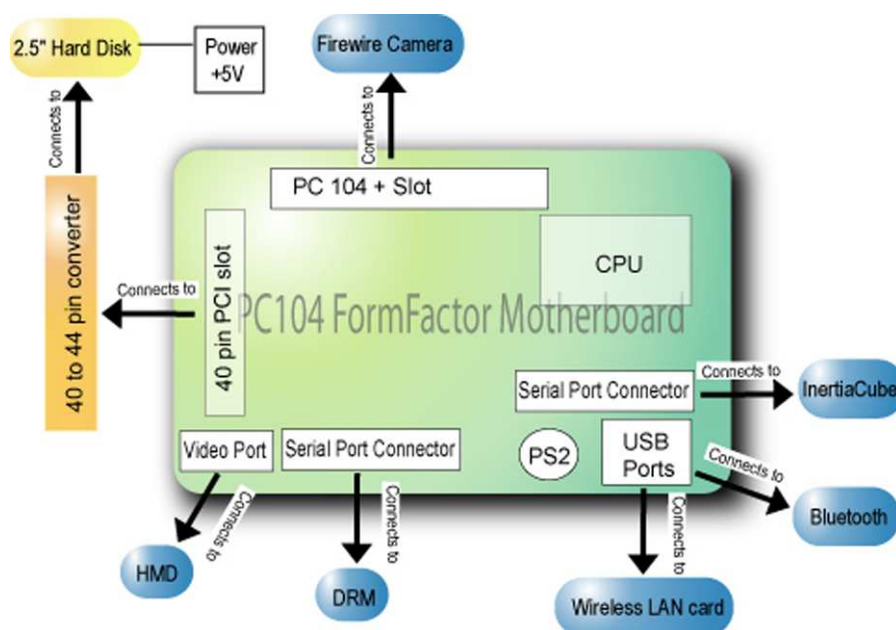 2.5" Hard Disk
Power
+5V
Firewire Camera
Connects to
Connects to
PC 104 + Slot
40 to 44 pin converter
Connects to
40 pin PCI slot
CPU
PC104 FormFactor Motherboard
Serial Port Connector
Connects to
InertiaCube
Video Port
Serial Port Connector
PS2
USB
Ports
Connects to
Bluetooth
Connects to
HMD
Connects to
DRM
Connects to
Wireless LAN card